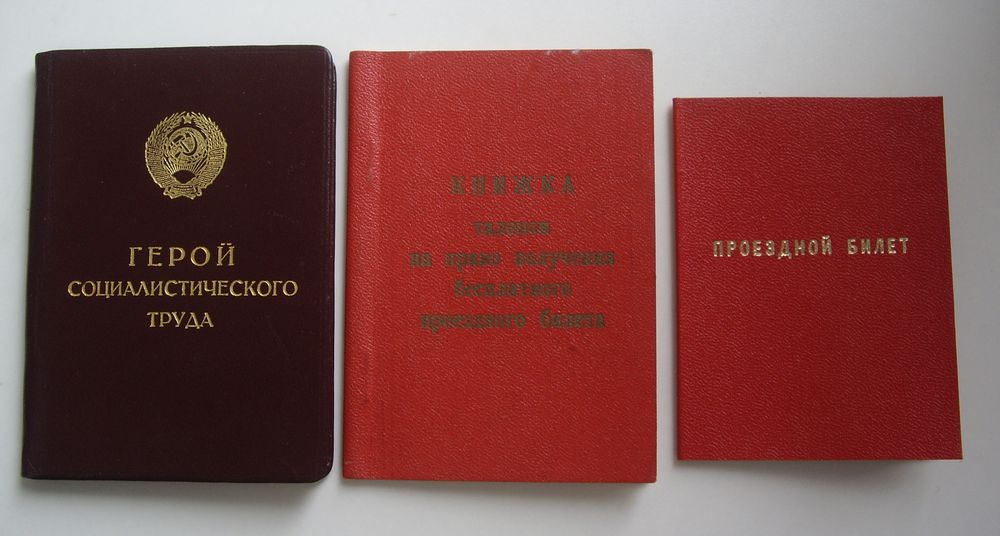 ГЕРОЙ
СОЦИАЛИСТИЧЕСКОГО
ТРУДА
КНИЖКА
талонов
на право получения
бесплатного
проездного билета
ПРОЕЗДНОЙ БИЛЕТ